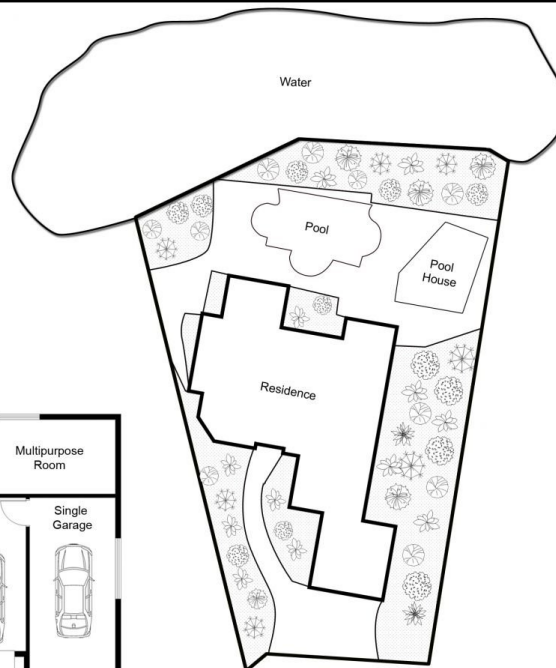 Water
Pool
Pool
House
Residence
Multipurpose
Room
Single
Garage